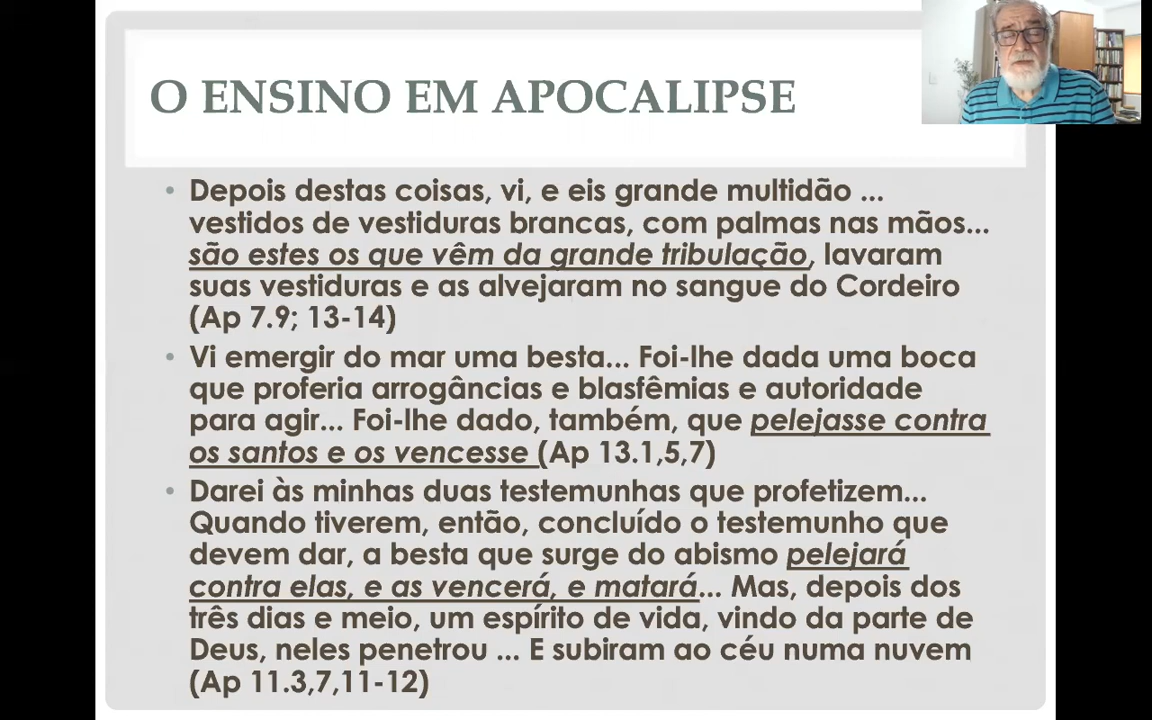 O ENSINO EM APOCALIPSE
• Depois destas coisas, vi, e eis grande multidão ...
vestidos de vestiduras brancas, com palmas nas mãos...
são estes os que vêm da grande tribulação, lavaram
suas vestiduras e as alvejaram no sangue do Cordeiro
(Ap 7.9; 13-14)
• Vi emergir do mar uma besta... Foi-lhe dada uma boca
que proferia arrogâncias e blasfêmias e autoridade
para agir... Foi-lhe dado, também, que pelejasse contra
os santos e os vencesse (Ap 13.1,5,7)
• Darei às minhas duas testemunhas que profetizem...
Quando tiverem, então, concluído o testemunho que
devem dar, a besta que surge do abismo pelejará
contra elas, e as vencerá, e matará... Mas, depois dos
três dias e meio, um espírito de vida, vindo da parte de
Deus, neles penetrou ... E subiram ao céu numa nuvem
(Ap 11.3,7,11-12)